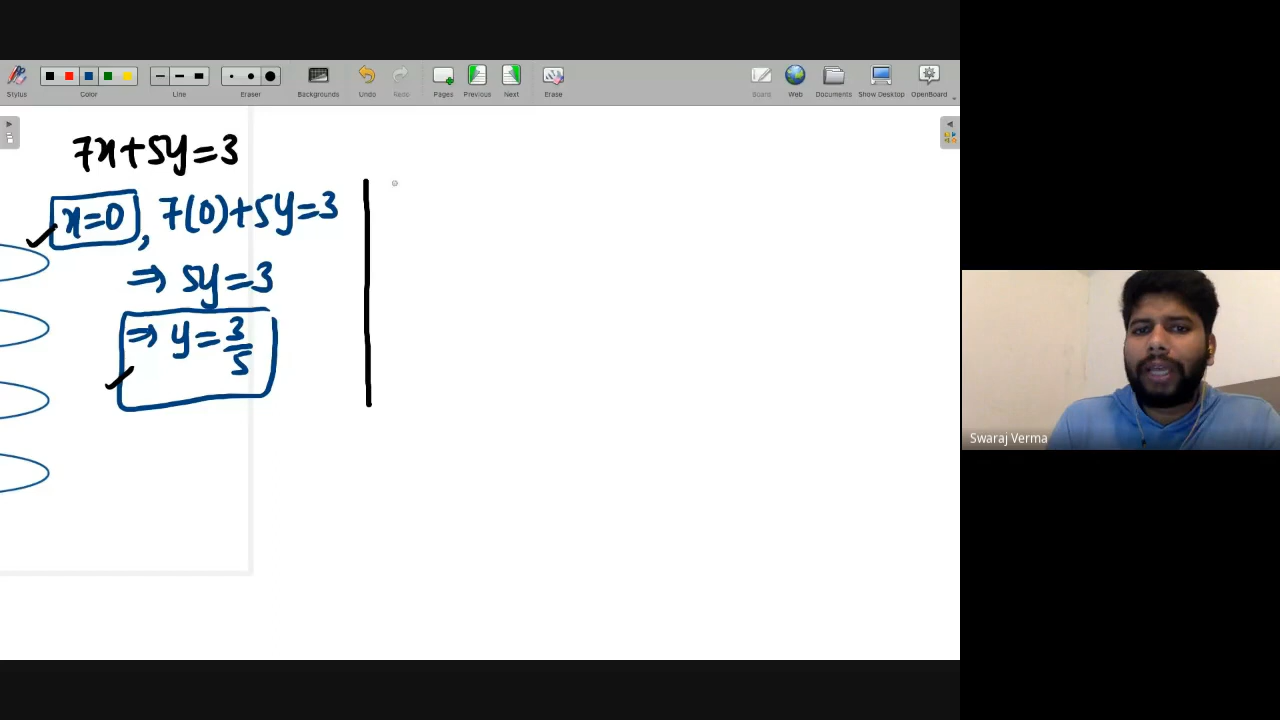 Stylus
Color
Line
Eraser
Backgrounds
Undo
Redo
Pages
Previous
Next
Erase
Board
Web
Documents
Show Desktop
OpenBoard
7x+5y=3
x=0, 7(0)+5y=3
⇒ 5y=3
⇒ y=3/5
Swaraj Verma